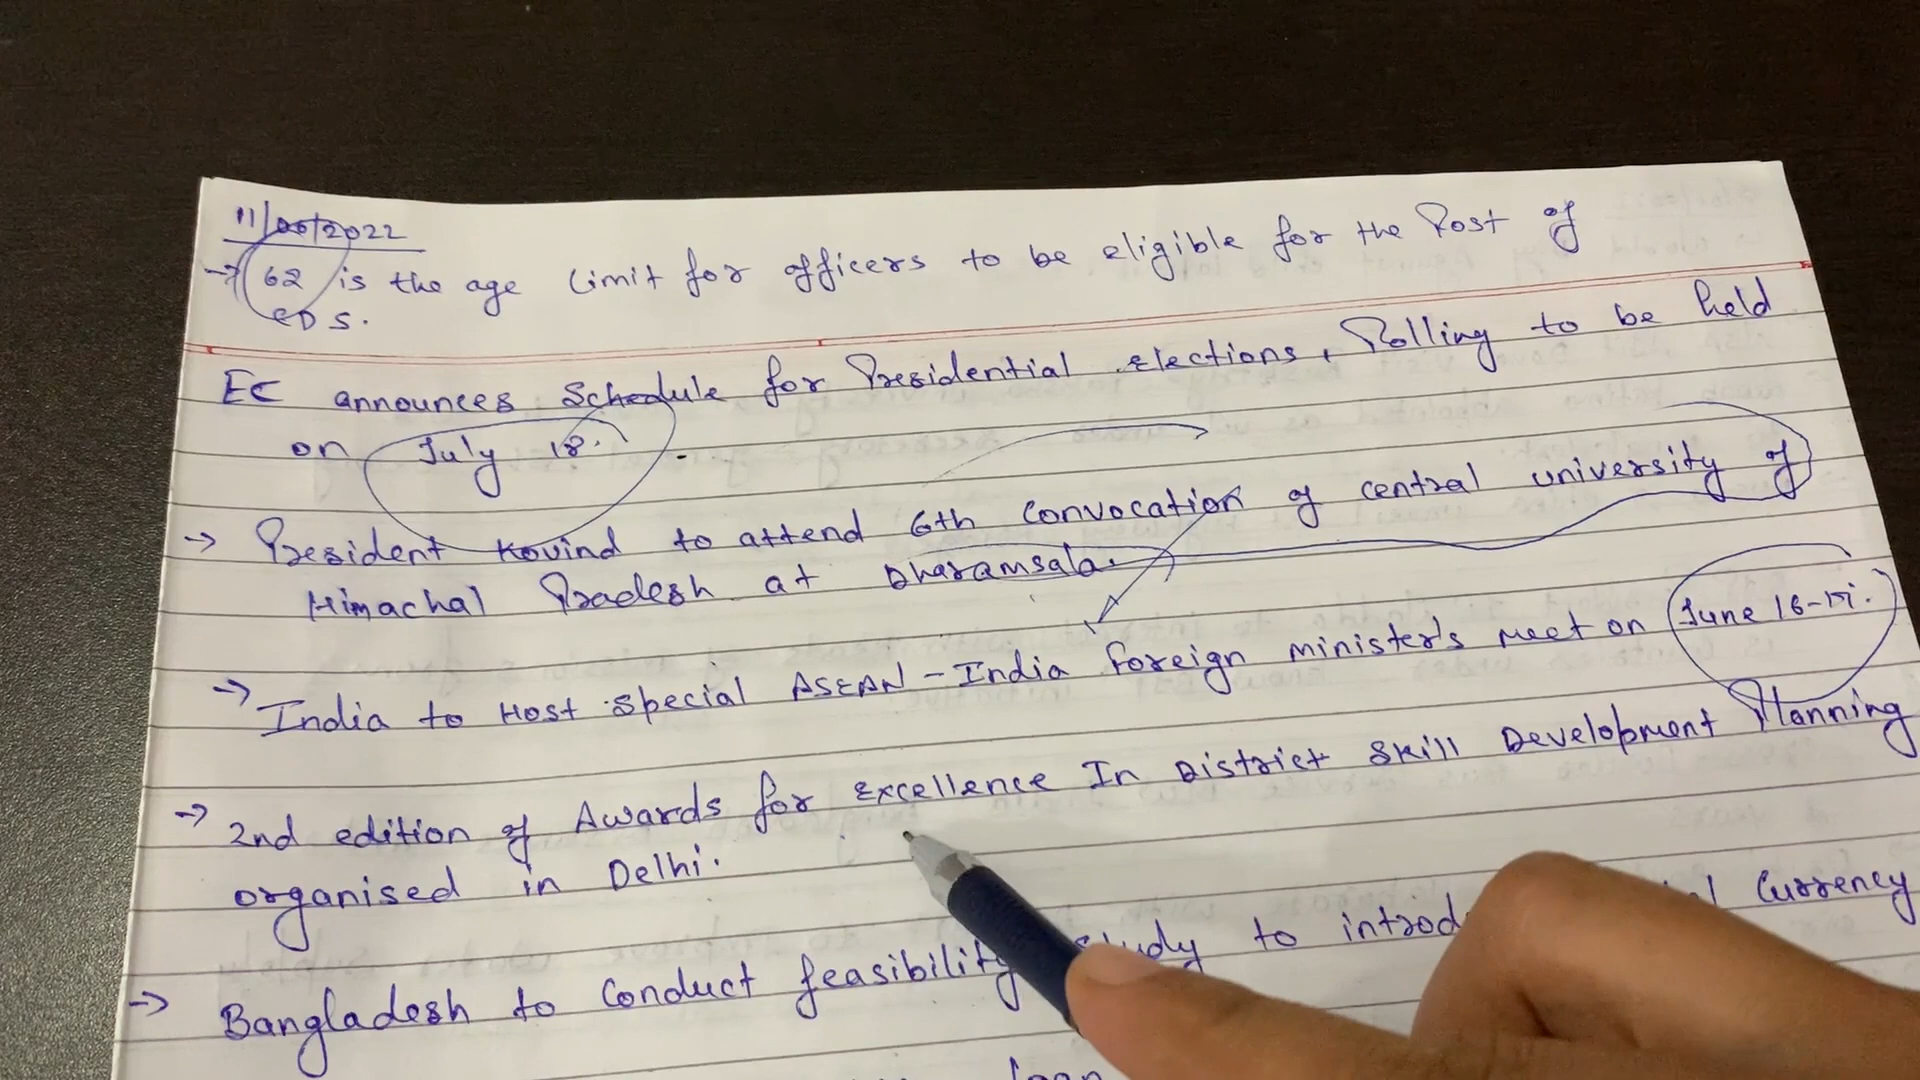 11/06/2022
→ 62 is the age limit for officers to be eligible for the Post of
CDS.
EC announces Schedule for Presidential elections, Polling to be held
on July 18.
→ President Kovind to attend 6th Convocation of central university of
Himachal Pradesh at Dharamsala.
→ India to Host special ASEAN-India foreign minister's meet on June 16-17.
→ 2nd edition of Awards for Excellence In District Skill Development Planning
organised in Delhi.
→ Bangladesh to Conduct feasibility study to Currency